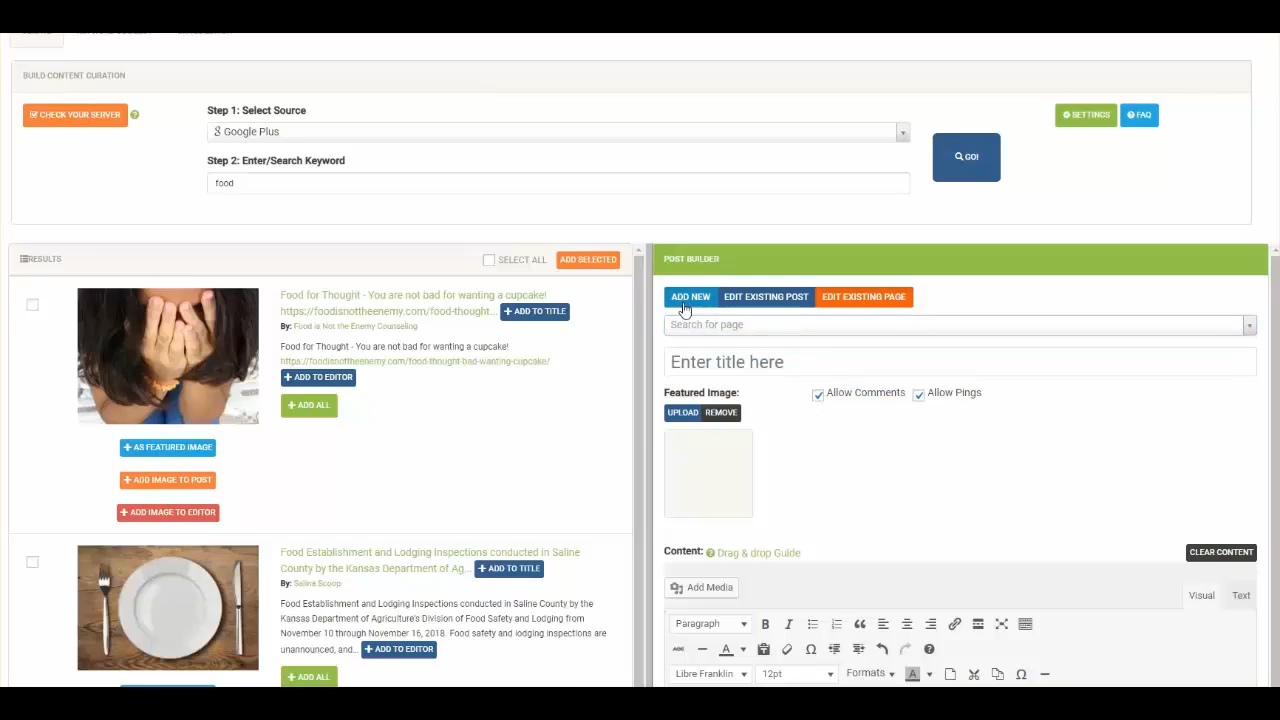 BUILD CONTENT CURATION
CHECK YOUR SERVER
Step 1: Select Source
Google Plus
Step 2: Enter/Search Keyword
food
GO!
SETTINGS
FAQ
RESULTS
SELECT ALL
ADD SELECTED
Food for Thought - You are not bad for wanting a cupcake!
https://foodisnottheenemy.com/food-thought...
+ ADD TO TITLE
By: Food is Not the Enemy Counseling
Food for Thought - You are not bad for wanting a cupcake!
https://foodisnottheenemy.com/food-thought-bad-wanting-cupcake/
+ ADD TO EDITOR
+ ADD ALL
+ AS FEATURED IMAGE
+ ADD IMAGE TO POST
+ ADD IMAGE TO EDITOR
Food Establishment and Lodging Inspections conducted in Saline
County by the Kansas Department of Ag...
+ ADD TO TITLE
By: Salina Scoop
Food Establishment and Lodging Inspections conducted in Saline County by the
Kansas Department of Agriculture's Division of Food Safety and Lodging from
November 10 through November 16, 2018. Food safety and lodging inspections are
unannounced, and...
+ ADD TO EDITOR
+ ADD ALL
POST BUILDER
ADD NEW
EDIT EXISTING POST
EDIT EXISTING PAGE
Search for page
Enter title here
Featured Image:
Allow Comments
Allow Pings
UPLOAD
REMOVE
Content:
Drag & drop Guide
CLEAR CONTENT
Add Media
Visual
Text
Paragraph
B
I
ABC
A
Ω
Libre Franklin
12pt
Formats
A
Ω